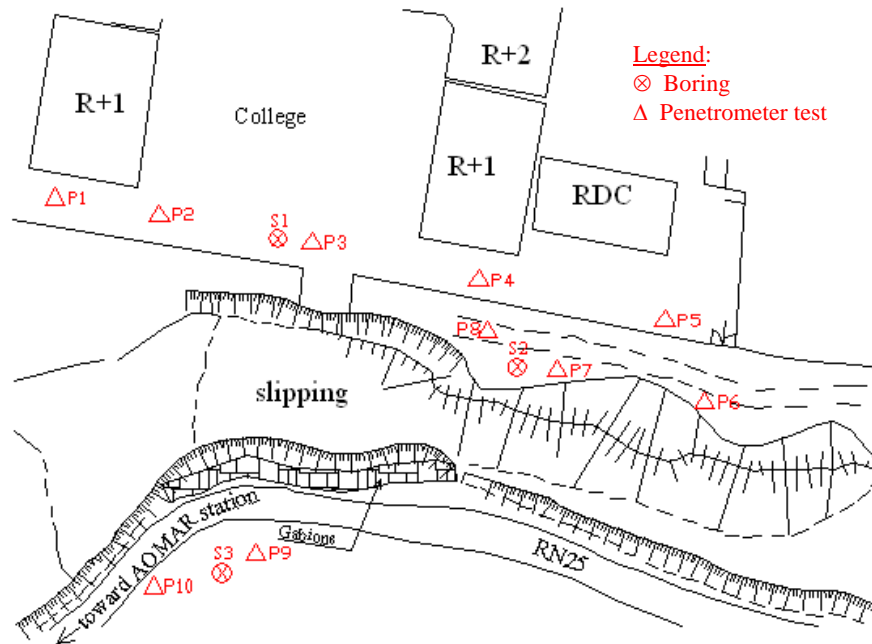 R+2
Legend:
⊗ Boring
Δ Penetrometer test
R+1
College
R+1
RDC
P1
P2
S1
P3
P4
P5
P8
S2
P7
P6
slipping
toward AOMAR station
Gabions
RN25
S3
P9
P10